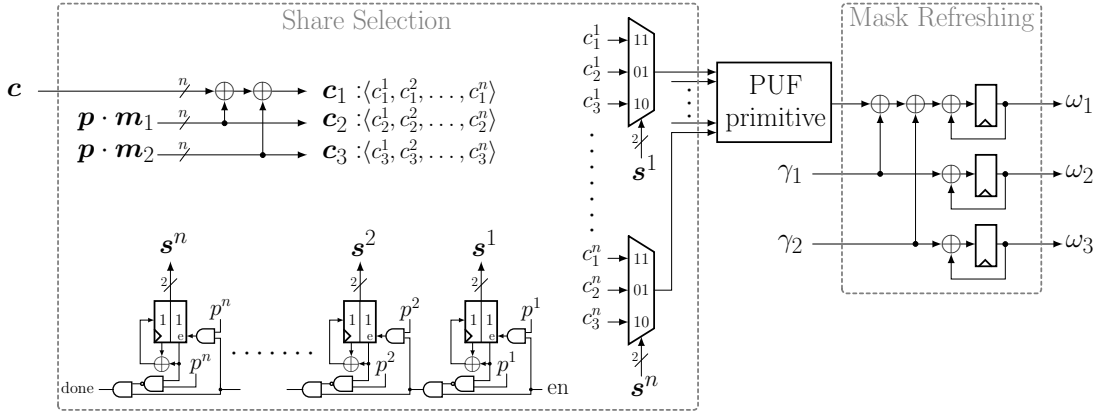 Share Selection
Mask Refreshing
c
n
c₁ :⟨c₁¹, c₁², . . . , c₁ⁿ⟩
p · m₁
n
c₂ :⟨c₂¹, c₂², . . . , c₂ⁿ⟩
p · m₂
n
c₃ :⟨c₃¹, c₃², . . . , c₃ⁿ⟩
c₁¹ 11
c₂¹ 01
c₃¹ 10
2
s¹
PUF
primitive
ω₁
γ₁
ω₂
γ₂
ω₃
c₁ⁿ 11
c₂ⁿ 01
c₃ⁿ 10
2
sⁿ
sⁿ
2
1 1
e
pⁿ
pⁿ
done
s²
2
1 1
e
p²
p²
s¹
2
1 1
e
p¹
p¹
en